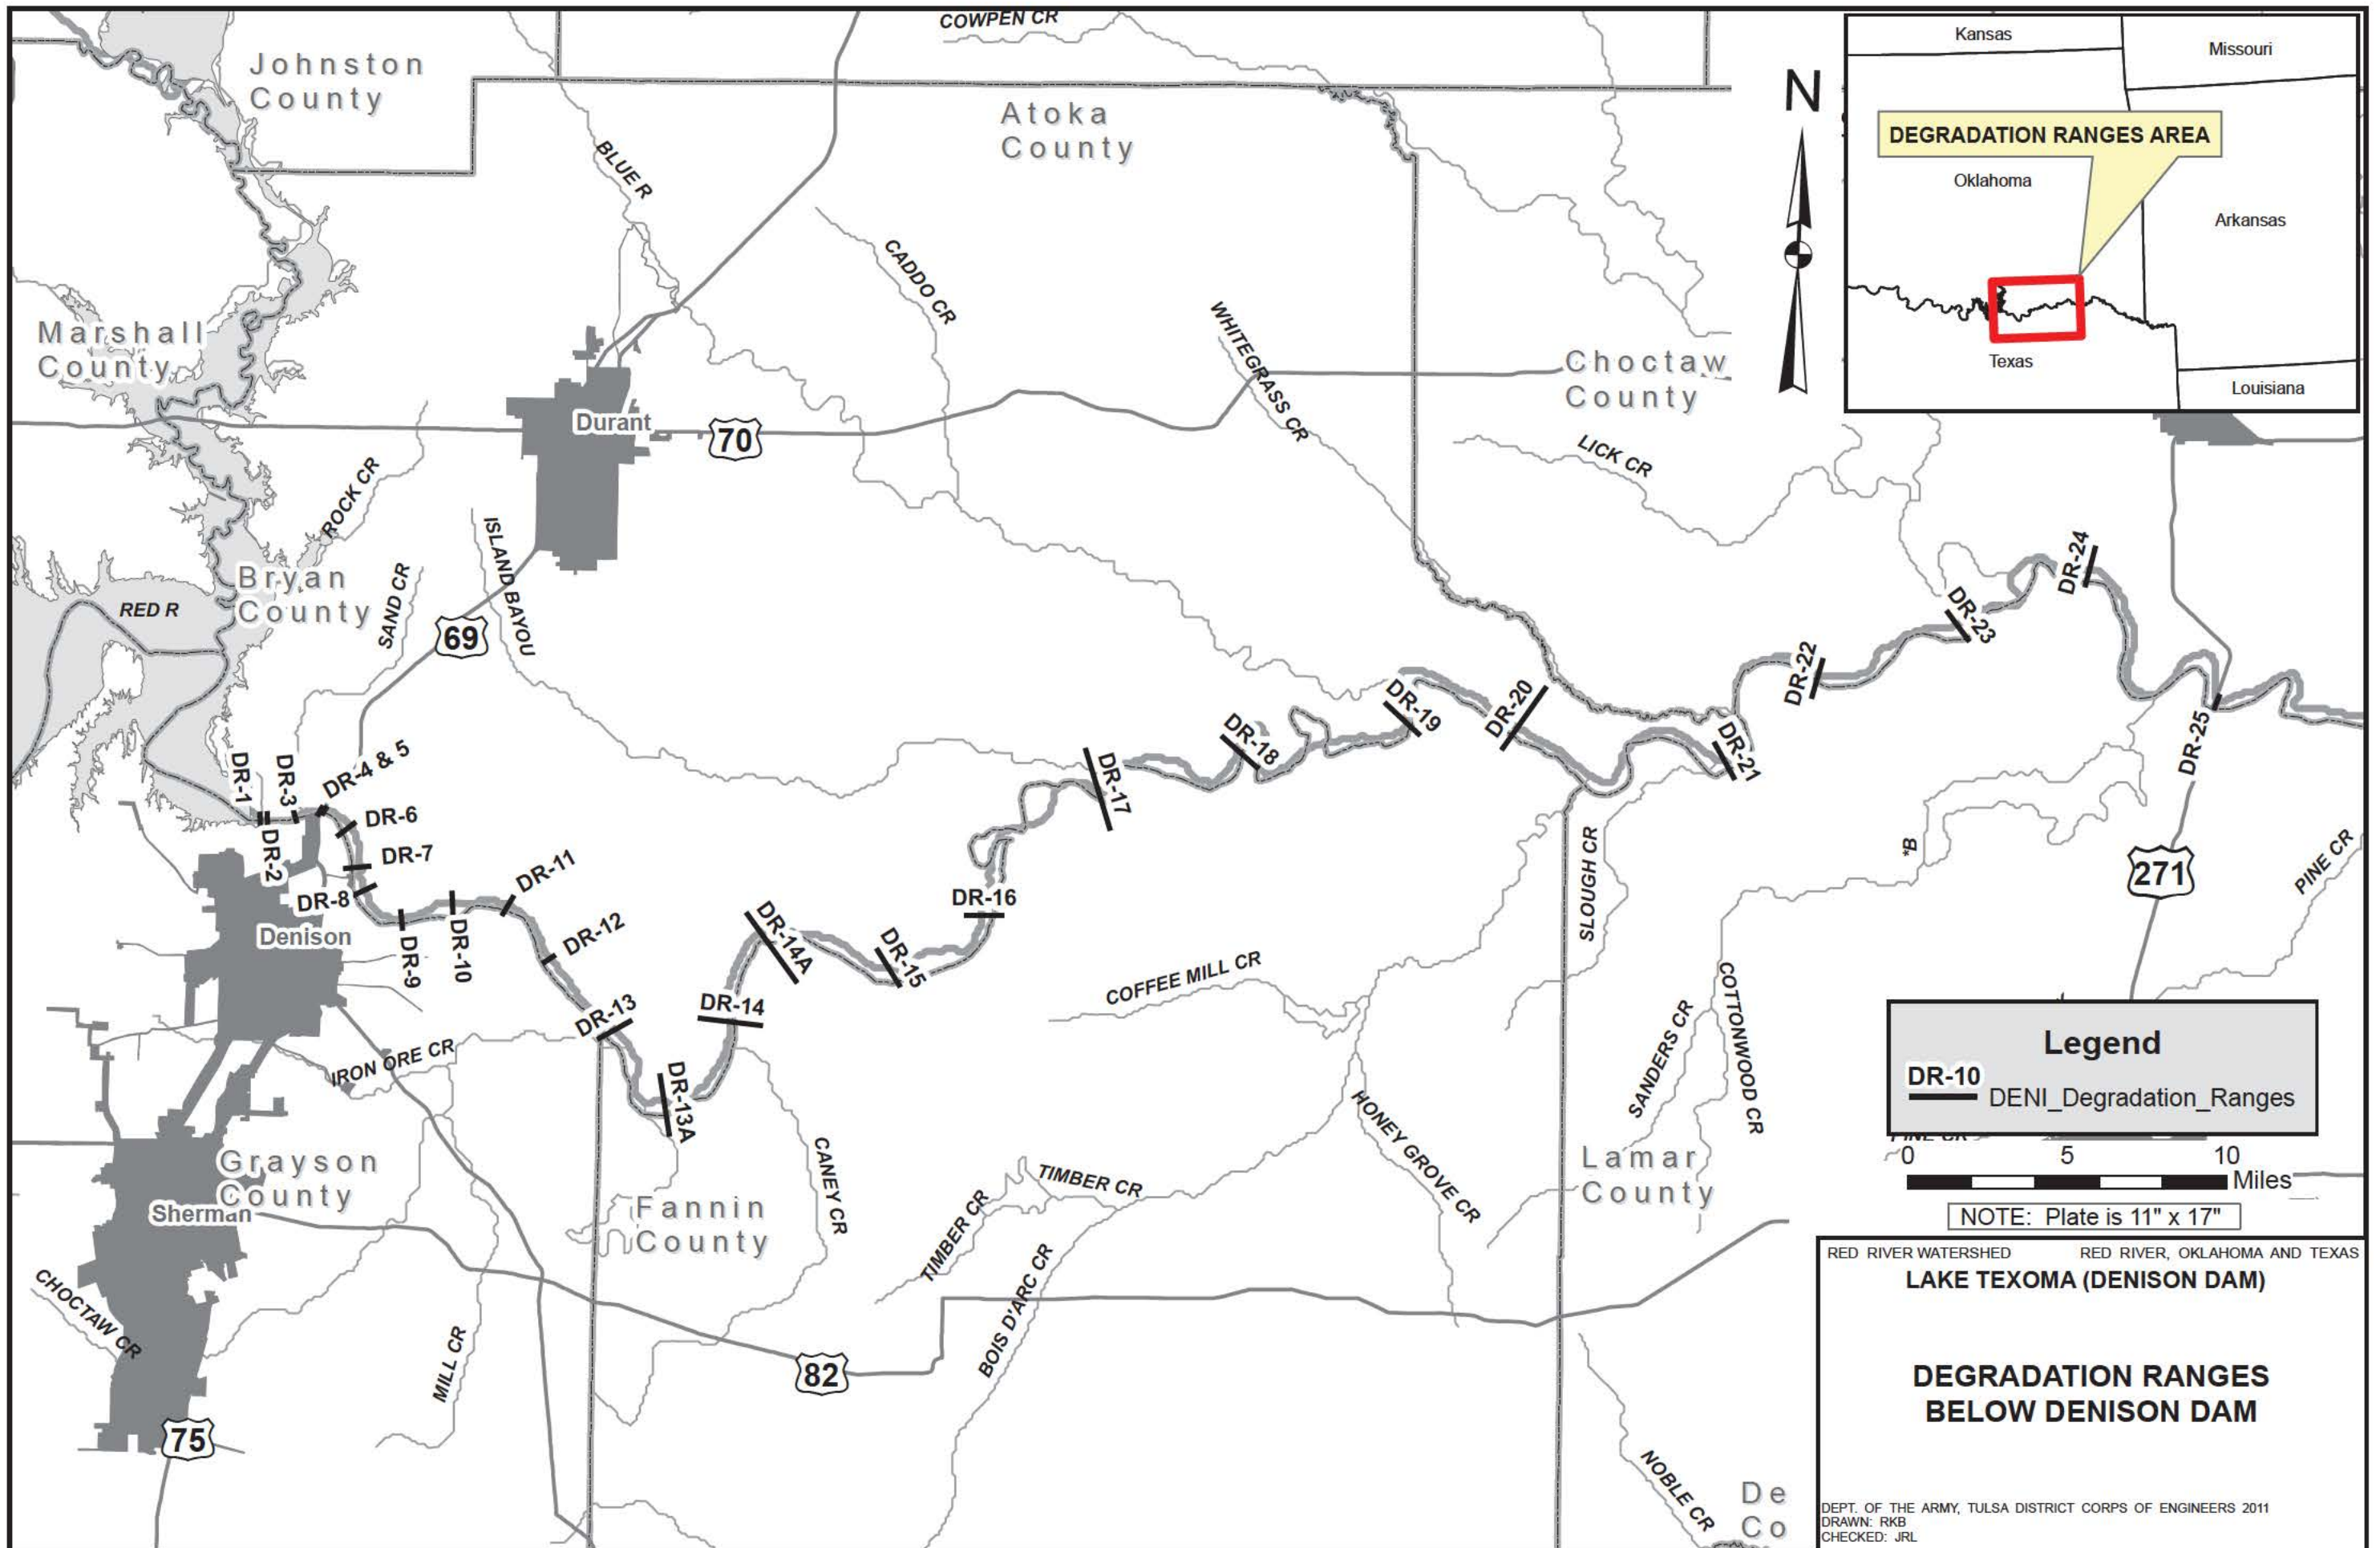 COWPEN CR
Johnston
County
Atoka
County
N
Kansas
Missouri
DEGRADATION RANGES AREA
Oklahoma
Arkansas
Texas
Louisiana
BLUE R
CADDO CR
WHITEGRASS CR
Marshall
County
Choctaw
County
Durant
70
LICK CR
ROCK CR
ISLAND BAYOU
SAND CR
Bryan
County
RED R
69
DR-24
DR-23
DR-22
DR-25
DR-21
DR-20
DR-19
DR-18
DR-17
DR-1
DR-3
DR-4 & 5
DR-2
DR-6
DR-7
DR-8
DR-11
DR-9
DR-10
DR-12
Denison
DR-16
DR-14A
DR-15
DR-14
DR-13
DR-13A
SLOUGH CR
*B
271
PINE CR
COFFEE MILL CR
SANDERS CR
COTTONWOOD CR
IRON ORE CR
HONEY GROVE CR
Grayson
County
Sherman
Fannin
County
CANEY CR
TIMBER CR
TIMBER CR
BOIS D'ARC CR
Lamar
County
CHOCTAW CR
MILL CR
82
75
NOBLE CR
De
Co
Legend
DR-10
DENI_Degradation_Ranges
0 5 10
Miles
NOTE: Plate is 11" x 17"
RED RIVER WATERSHED RED RIVER, OKLAHOMA AND TEXAS
LAKE TEXOMA (DENISON DAM)
DEGRADATION RANGES
BELOW DENISON DAM
DEPT. OF THE ARMY, TULSA DISTRICT CORPS OF ENGINEERS 2011
DRAWN: RKB
CHECKED: JRL